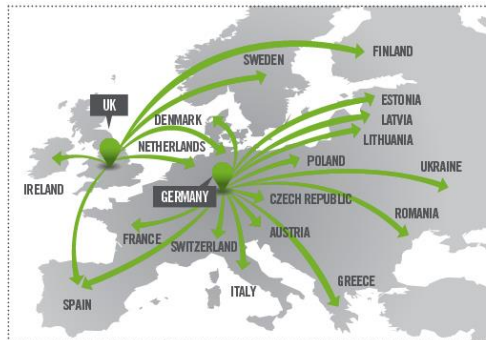 FINLAND
SWEDEN
UK
ESTONIA
DENMARK
LATVIA
LITHUANIA
NETHERLANDS
POLAND
UKRAINE
IRELAND
GERMANY
CZECH REPUBLIC
ROMANIA
FRANCE
AUSTRIA
SWITZERLAND
GREECE
ITALY
SPAIN